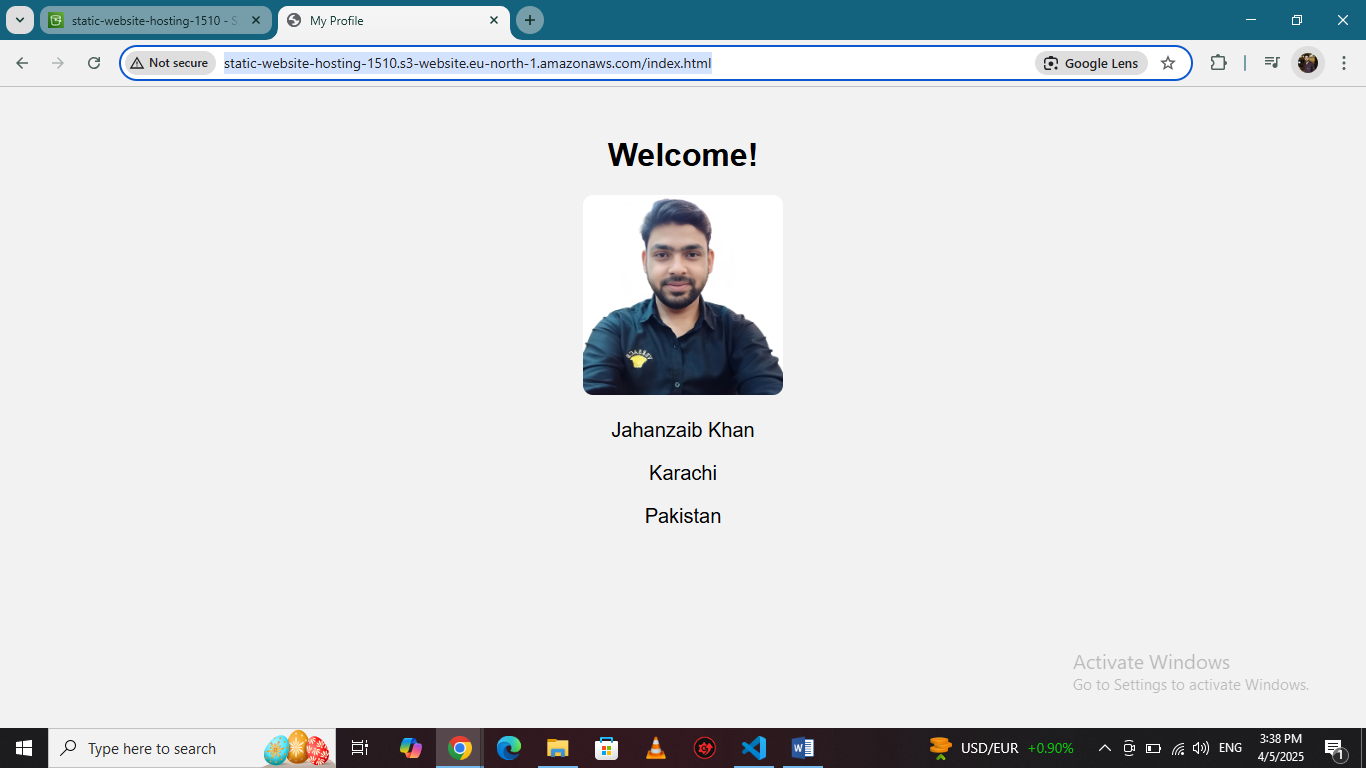 static-website-hosting-1510 - S
My Profile
Not secure
static-website-hosting-1510.s3-website.eu-north-1.amazonaws.com/index.html
Google Lens
Welcome!
Jahanzaib Khan
Karachi
Pakistan
Activate Windows
Go to Settings to activate Windows.
Type here to search
USD/EUR +0.90%
ENG
3:38 PM
4/5/2025
1